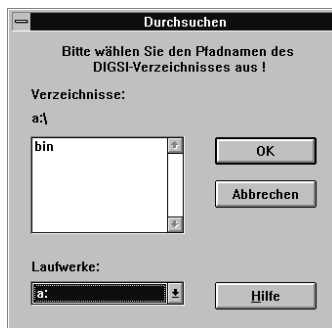 Durchsuchen
Bitte wählen Sie den Pfadnamen des
DIGSI-Verzeichnisses aus !
Verzeichnisse:
a:\
bin
OK
Abbrechen
Laufwerke:
a:
Hilfe